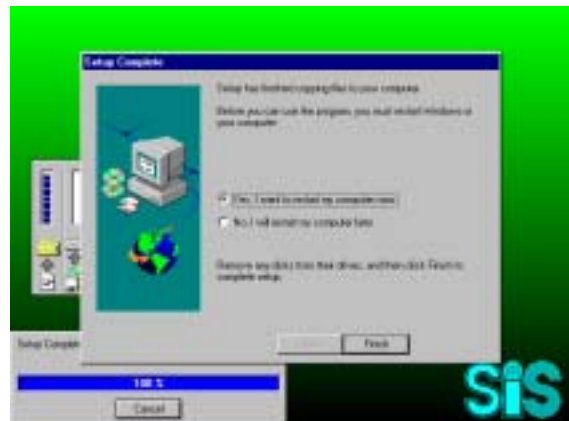 Setup Complete
Setup has finished copying files to your computer.
Before you can use the program, you must restart Windows or
your computer.
Yes, I want to restart my computer now.
No, I will restart my computer later.
Remove any disks from their drives, and then click Finish to
complete setup.
Finish
Setup Complete
100 %
Cancel
SiS